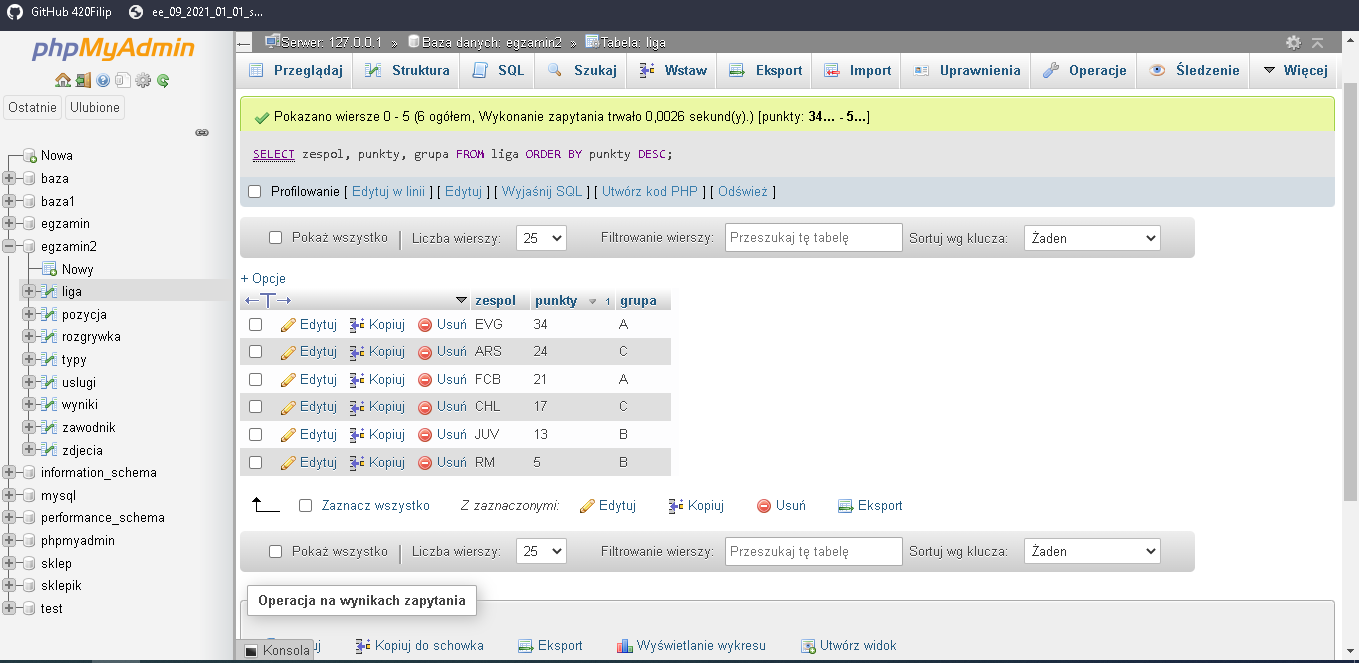 GitHub 420Filip ee_09_2021_01_01_s...
phpMyAdmin
Ostatnie Ulubione
Nowa
baza
baza1
egzamin
egzamin2
Nowy
liga
pozycja
rozgrywka
typy
uslugi
wyniki
zawodnik
zdjecia
information_schema
mysql
performance_schema
phpmyadmin
sklep
sklepik
test
Serwer: 127.0.0.1 » Baza danych: egzamin2 » Tabela: liga
Przeglądaj Struktura SQL Szukaj Wstaw Eksport Import Uprawnienia Operacje Śledzenie Więcej
Pokazano wiersze 0 - 5 (6 ogółem, Wykonanie zapytania trwało 0,0026 sekund(y).) [punkty: 34... - 5...]
SELECT zespol, punkty, grupa FROM liga ORDER BY punkty DESC;
Profilowanie [ Edytuj w linii ] [ Edytuj ] [ Wyjaśnij SQL ] [ Utwórz kod PHP ] [ Odśwież ]
Pokaż wszystko | Liczba wierszy: 25 Filtrowanie wierszy: Przeszukaj tę tabelę Sortuj wg klucza: Żaden
+ Opcje
←T→ zespol punkty 1 grupa
Edytuj Kopiuj Usuń EVG 34 A
Edytuj Kopiuj Usuń ARS 24 C
Edytuj Kopiuj Usuń FCB 21 A
Edytuj Kopiuj Usuń CHL 17 C
Edytuj Kopiuj Usuń JUV 13 B
Edytuj Kopiuj Usuń RM 5 B
Zaznacz wszystko Z zaznaczonymi: Edytuj Kopiuj Usuń Eksport
Pokaż wszystko | Liczba wierszy: 25 Filtrowanie wierszy: Przeszukaj tę tabelę Sortuj wg klucza: Żaden
Operacja na wynikach zapytania
Kopiuj do schowka Eksport Wyświetlanie wykresu Utwórz widok
Konsola